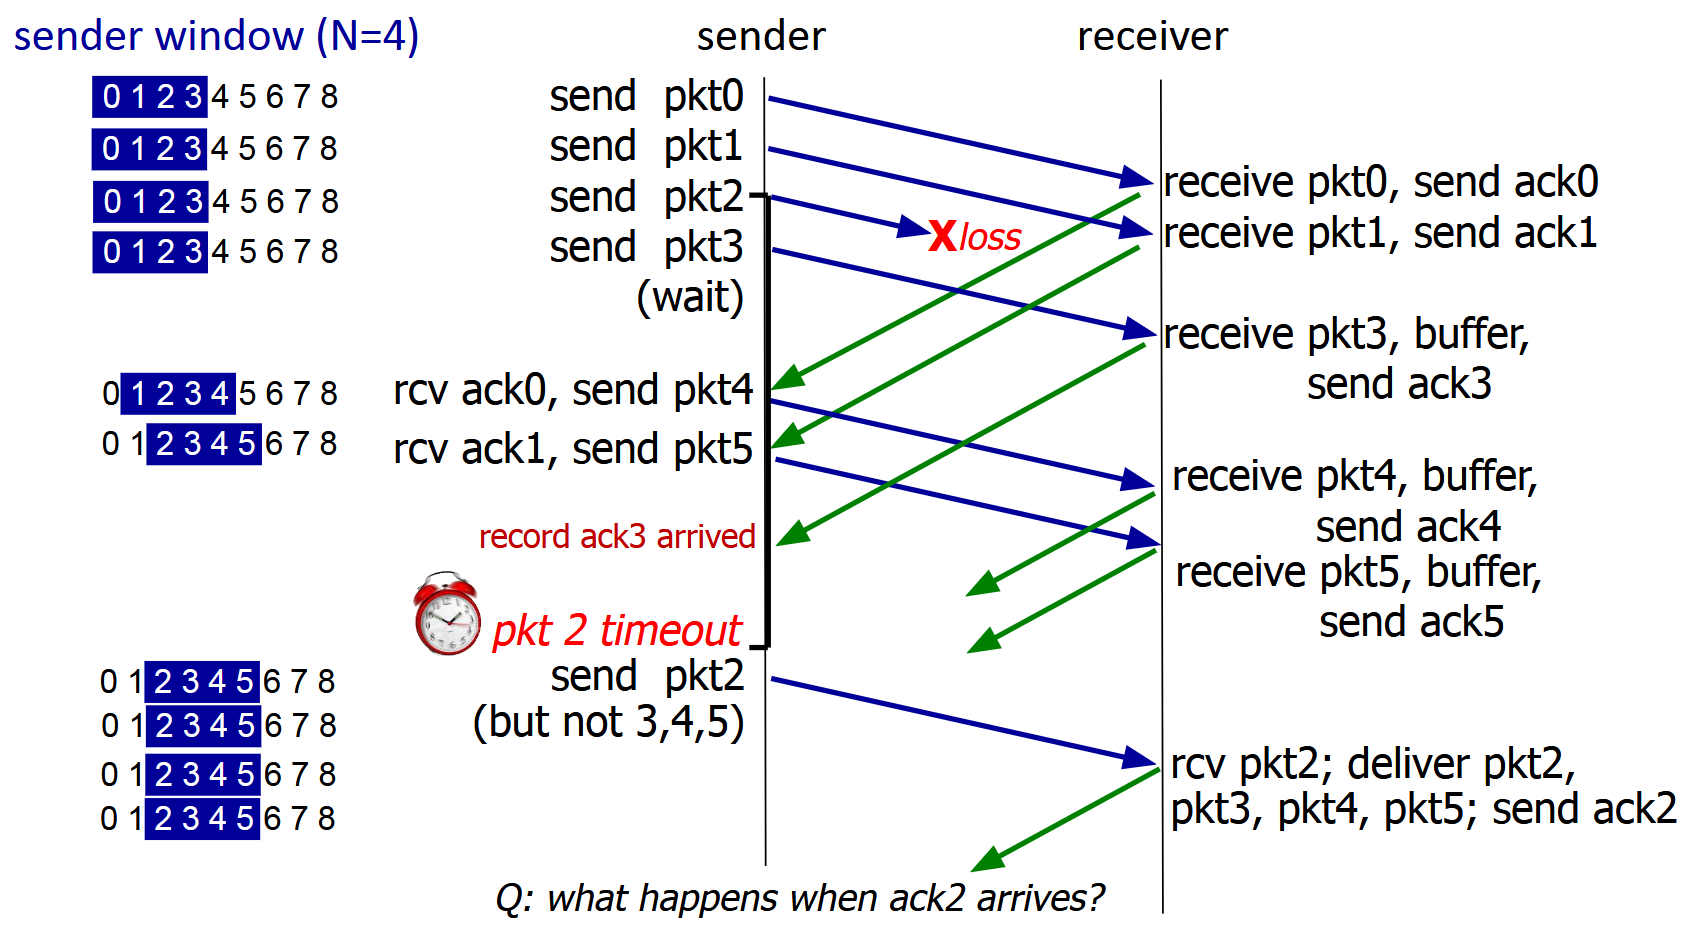 sender window (N=4)
sender
receiver
0 1 2 3 4 5 6 7 8
send pkt0
0 1 2 3 4 5 6 7 8
send pkt1
receive pkt0, send ack0
0 1 2 3 4 5 6 7 8
send pkt2
X loss
receive pkt1, send ack1
0 1 2 3 4 5 6 7 8
send pkt3
(wait)
receive pkt3, buffer,
send ack3
0 1 2 3 4 5 6 7 8
rcv ack0, send pkt4
0 1 2 3 4 5 6 7 8
rcv ack1, send pkt5
receive pkt4, buffer,
send ack4
record ack3 arrived
receive pkt5, buffer,
send ack5
pkt 2 timeout
0 1 2 3 4 5 6 7 8
send pkt2
0 1 2 3 4 5 6 7 8
(but not 3,4,5)
0 1 2 3 4 5 6 7 8
rcv pkt2; deliver pkt2,
0 1 2 3 4 5 6 7 8
pkt3, pkt4, pkt5; send ack2
Q: what happens when ack2 arrives?